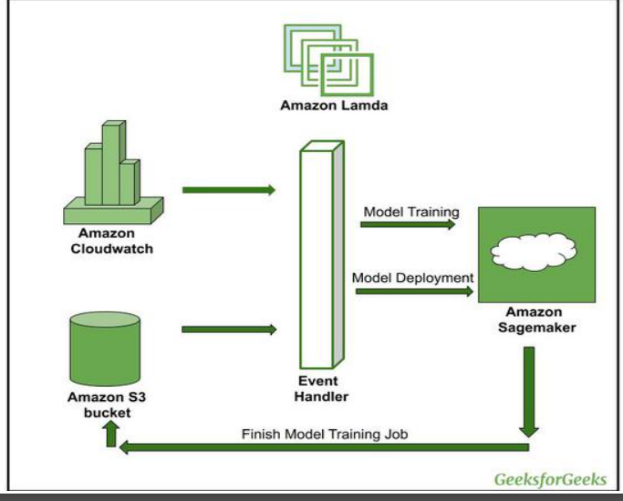 Amazon Lamda
Amazon
Cloudwatch
Model Training
Model Deployment
Amazon
Sagemaker
Amazon S3
bucket
Event
Handler
Finish Model Training Job
GeeksforGeeks